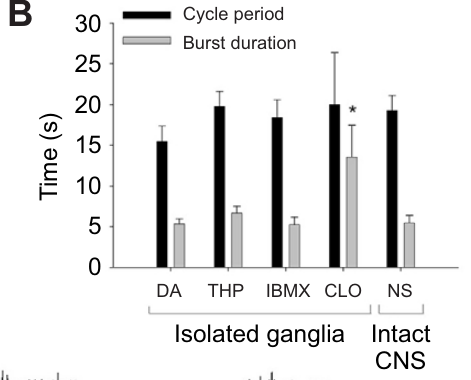 B
Cycle period
Burst duration
Time (s)
30
25
20
15
10
5
0
*
DA THP IBMX CLO NS
Isolated ganglia Intact
CNS